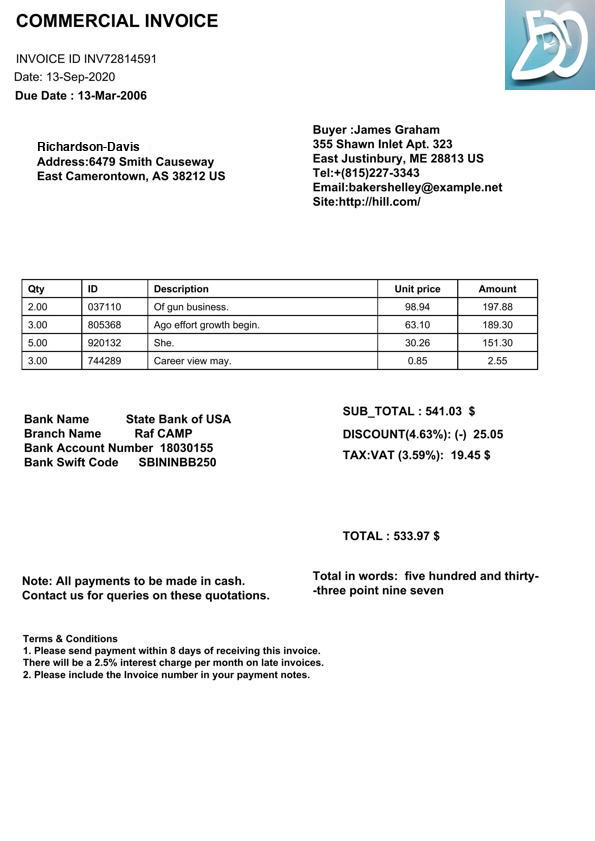 COMMERCIAL INVOICE
INVOICE ID INV72814591
Date: 13-Sep-2020
Due Date : 13-Mar-2006
Richardson-Davis
Address:6479 Smith Causeway
East Camerontown, AS 38212 US
Buyer :James Graham
355 Shawn Inlet Apt. 323
East Justinbury, ME 28813 US
Tel:+(815)227-3343
Email:bakershelley@example.net
Site:http://hill.com/
Qty ID Description Unit price Amount
2.00 037110 Of gun business. 98.94 197.88
3.00 805368 Ago effort growth begin. 63.10 189.30
5.00 920132 She. 30.26 151.30
3.00 744289 Career view may. 0.85 2.55
Bank Name State Bank of USA
Branch Name Raf CAMP
Bank Account Number 18030155
Bank Swift Code SBININBB250
SUB_TOTAL : 541.03 $
DISCOUNT(4.63%): (-) 25.05
TAX:VAT (3.59%): 19.45 $
TOTAL : 533.97 $
Note: All payments to be made in cash.
Contact us for queries on these quotations.
Total in words: five hundred and thirty-
-three point nine seven
Terms & Conditions
1. Please send payment within 8 days of receiving this invoice.
There will be a 2.5% interest charge per month on late invoices.
2. Please include the Invoice number in your payment notes.